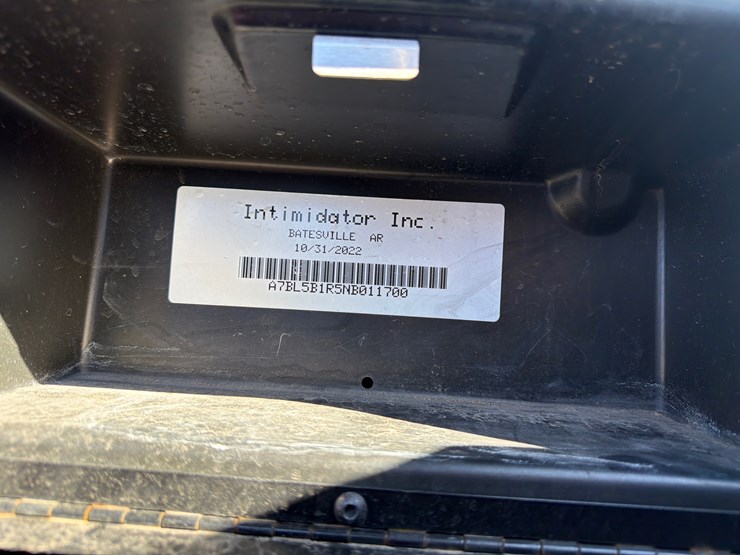 Intimidator Inc.
BATESVILLE AR
10/31/2022
A7BL5B1R5NB011700